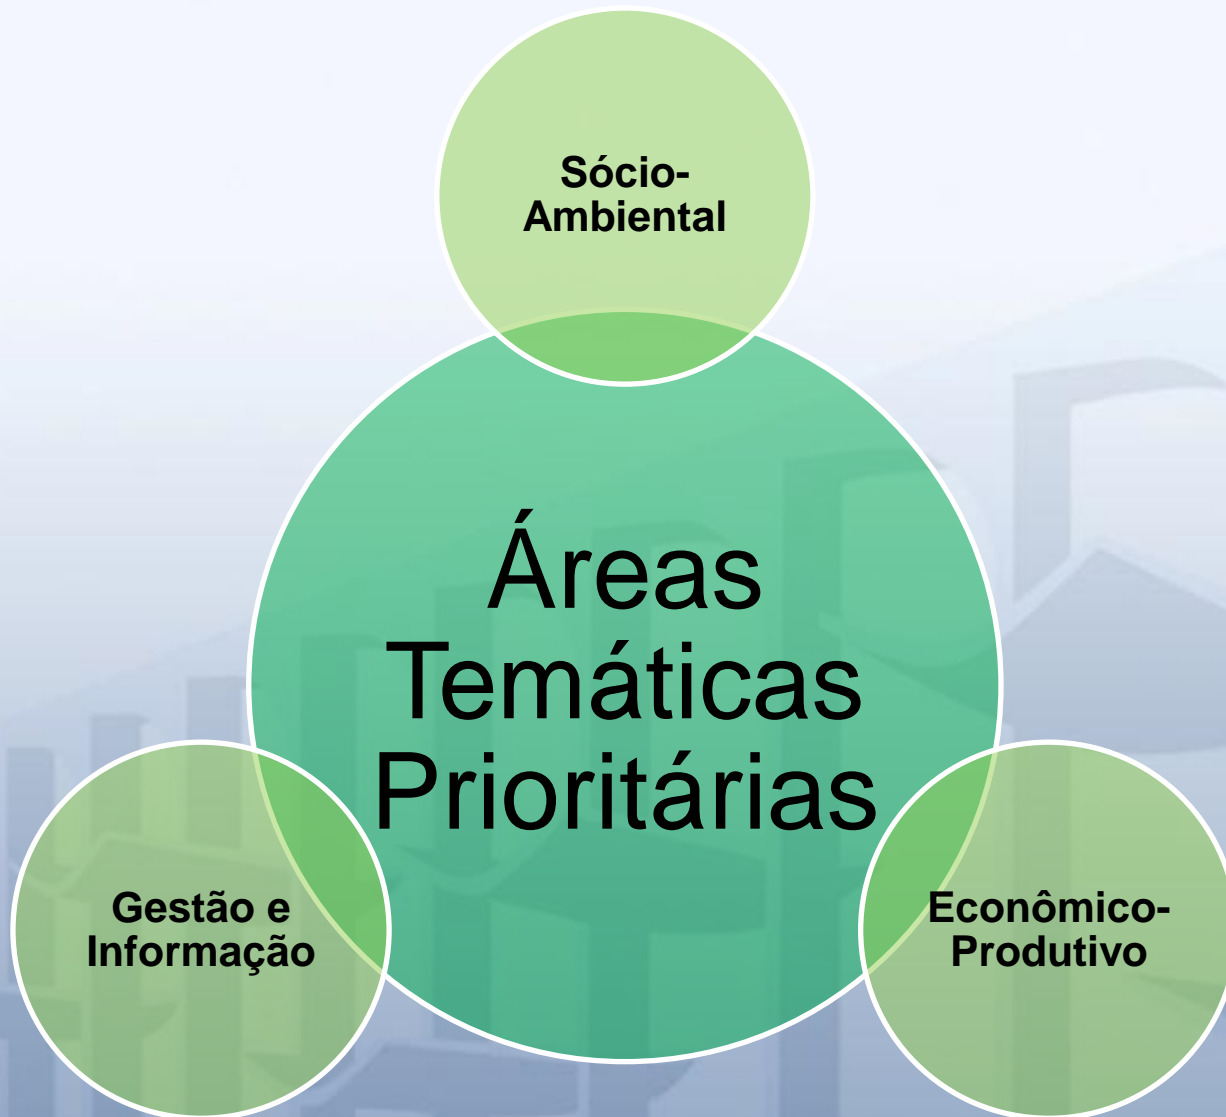 Sócio-
Ambiental
Áreas
Temáticas
Prioritárias
Gestão e
Informação
Econômico-
Produtivo